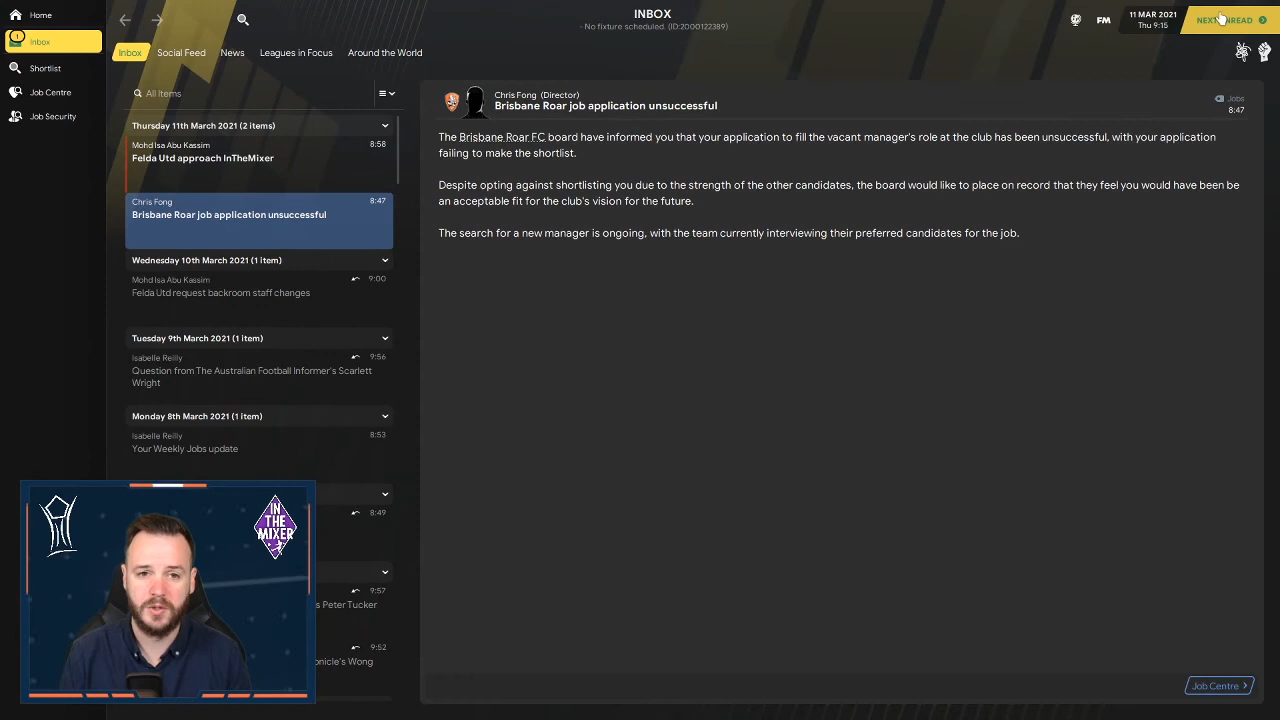 Home
Inbox
1
Shortlist
Job Centre
Job Security
INBOX
- No fixture scheduled. (ID:2000122389)
FM
11 MAR 2021
Thu 9:15
Inbox
Social Feed
News
Leagues in Focus
Around the World
All Items
Thursday 11th March 2021 (2 items)
Mohd Isa Abu Kassim 8:58
Felda Utd approach InTheMixer
Chris Fong 8:47
Brisbane Roar job application unsuccessful
Wednesday 10th March 2021 (1 item)
Mohd Isa Abu Kassim 9:00
Felda Utd request backroom staff changes
Tuesday 9th March 2021 (1 item)
Isabelle Reilly 9:56
Question from The Australian Football Informer's Scarlett
Wright
Monday 8th March 2021 (1 item)
Isabelle Reilly 8:53
Your Weekly Jobs update
8:49
9:57
Peter Tucker
9:52
Wong
Chris Fong (Director)
Brisbane Roar job application unsuccessful
Jobs
8:47
The Brisbane Roar FC board have informed you that your application to fill the vacant manager's role at the club has been unsuccessful, with your application
failing to make the shortlist.
Despite opting against shortlisting you due to the strength of the other candidates, the board would like to place on record that they feel you would have been be
an acceptable fit for the club's vision for the future.
The search for a new manager is ongoing, with the team currently interviewing their preferred candidates for the job.
Job Centre
IN
THE
MIXER